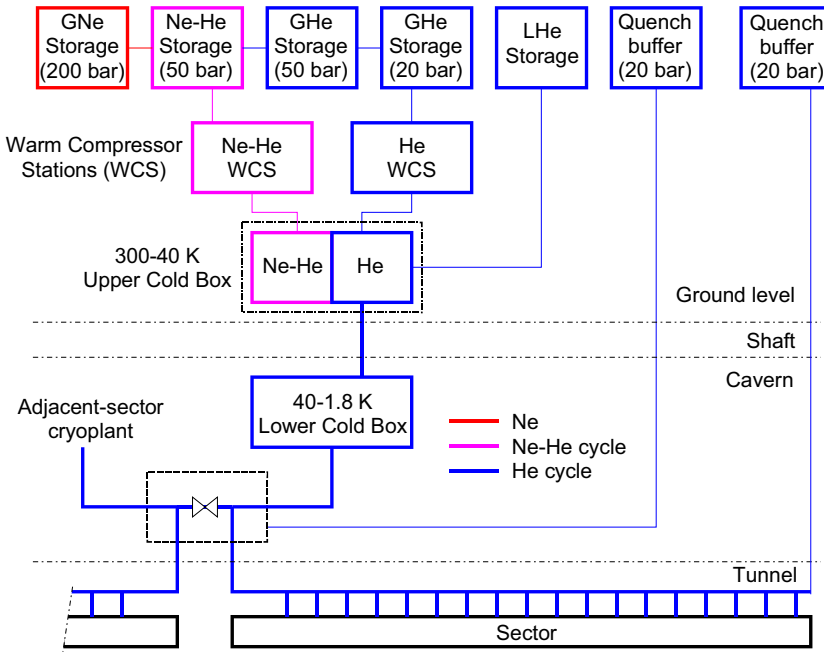 GNe
Storage
(200 bar)
Ne-He
Storage
(50 bar)
GHe
Storage
(50 bar)
GHe
Storage
(20 bar)
LHe
Storage
Quench
buffer
(20 bar)
Quench
buffer
(20 bar)
Warm Compressor
Stations (WCS)
Ne-He
WCS
He
WCS
300-40 K
Upper Cold Box
Ne-He
He
Ground level
Shaft
Cavern
Adjacent-sector
cryoplant
40-1.8 K
Lower Cold Box
Ne
Ne-He cycle
He cycle
Tunnel
Sector